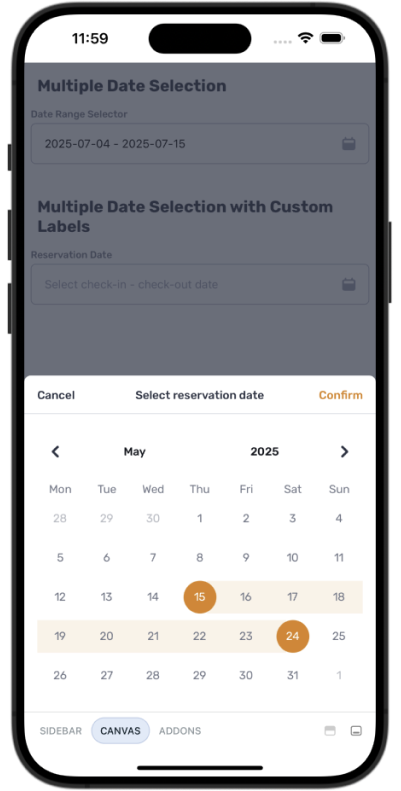 11:59
Multiple Date Selection
Date Range Selector
2025-07-04 - 2025-07-15
Multiple Date Selection with Custom
Labels
Reservation Date
Select check-in - check-out date
Cancel Select reservation date Confirm
May 2025
Mon Tue Wed Thu Fri Sat Sun
28 29 30 1 2 3 4
5 6 7 8 9 10 11
12 13 14 15 16 17 18
19 20 21 22 23 24 25
26 27 28 29 30 31 1
SIDEBAR CANVAS ADDONS